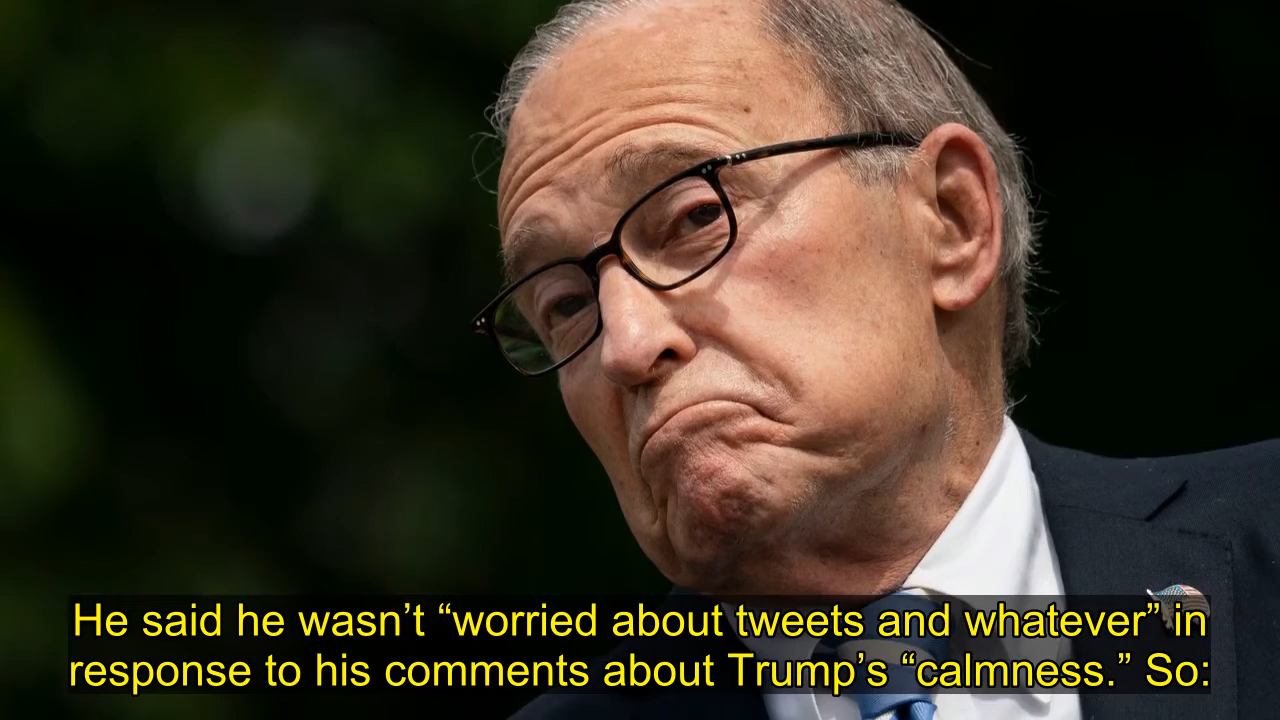 He said he wasn’t “worried about tweets and whatever” in
response to his comments about Trump’s “calmness.” So: